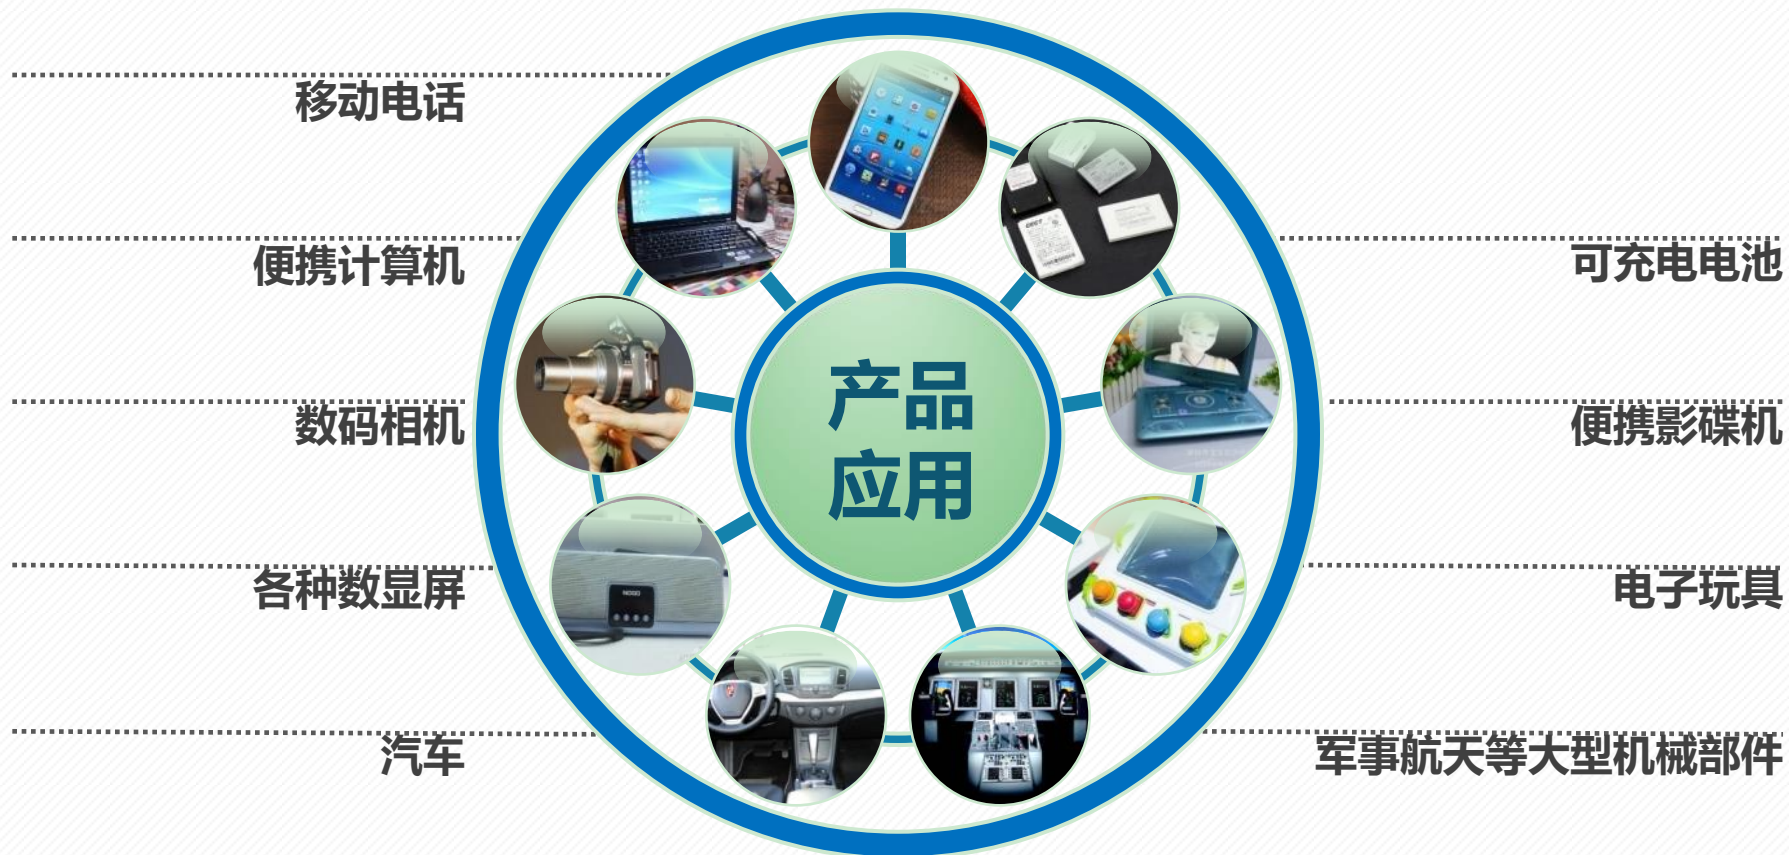 移动电话
便携计算机
数码相机
各种数显屏
汽车
产品
应用
可充电电池
便携影碟机
电子玩具
军事航天等大型机械部件